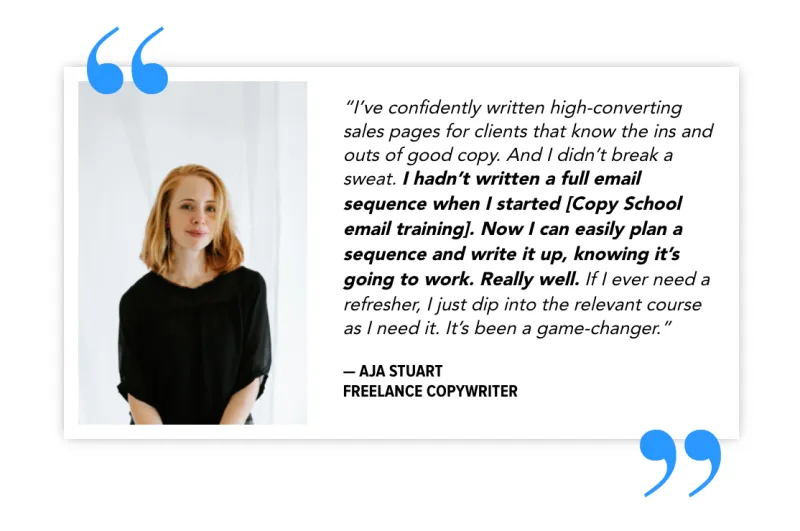 “I’ve confidently written high-converting
sales pages for clients that know the ins and
outs of good copy. And I didn’t break a
sweat. I hadn’t written a full email
sequence when I started [Copy School
email training]. Now I can easily plan a
sequence and write it up, knowing it’s
going to work. Really well. If I ever need a
refresher, I just dip into the relevant course
as I need it. It’s been a game-changer.”
— AJA STUART
FREELANCE COPYWRITER